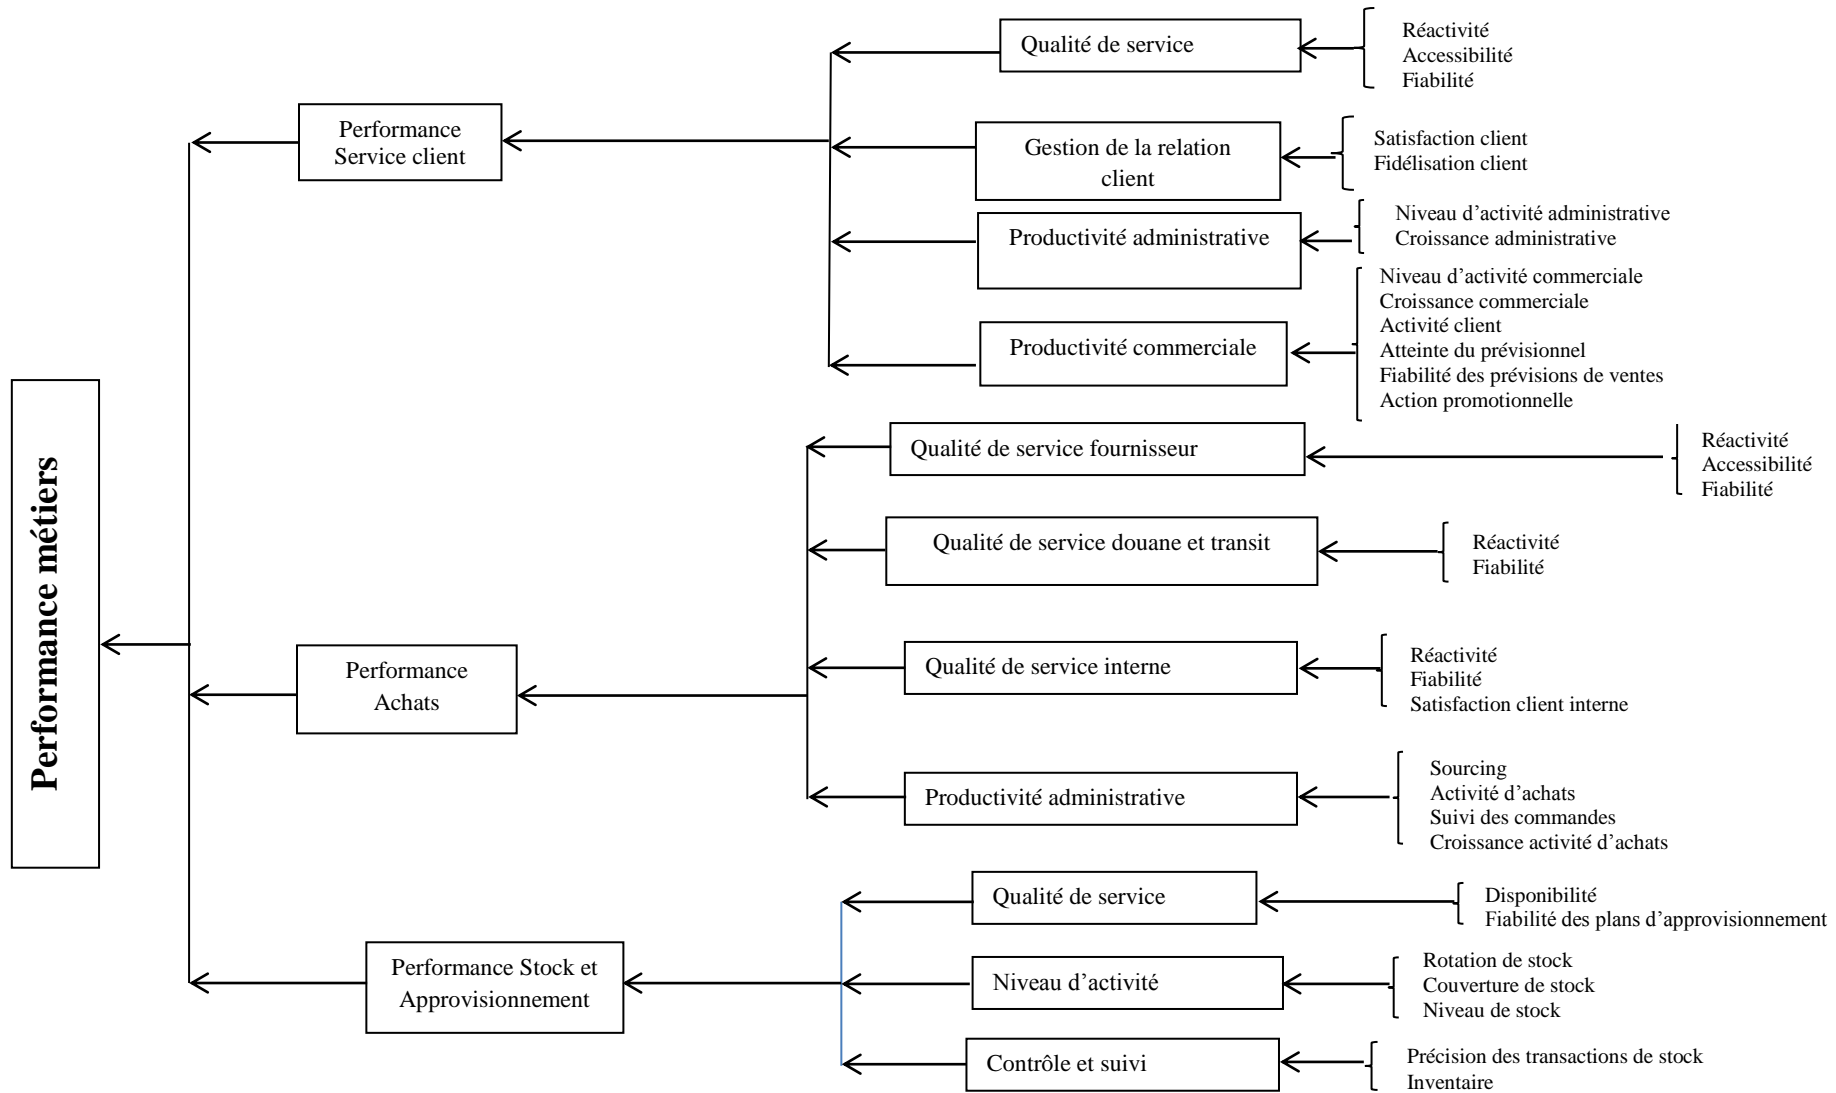 Performance métiers
Performance
Service client
Qualité de service
Réactivité
Accessibilité
Fiabilité
Gestion de la relation
client
Satisfaction client
Fidélisation client
Productivité administrative
Niveau d’activité administrative
Croissance administrative
Productivité commerciale
Niveau d’activité commerciale
Croissance commerciale
Activité client
Atteinte du prévisionnel
Fiabilité des prévisions de ventes
Action promotionnelle
Performance
Achats
Qualité de service fournisseur
Réactivité
Accessibilité
Fiabilité
Qualité de service douane et transit
Réactivité
Fiabilité
Qualité de service interne
Réactivité
Fiabilité
Satisfaction client interne
Productivité administrative
Sourcing
Activité d’achats
Suivi des commandes
Croissance activité d’achats
Performance Stock et
Approvisionnement
Qualité de service
Disponibilité
Fiabilité des plans d’approvisionnement
Niveau d’activité
Rotation de stock
Couverture de stock
Niveau de stock
Contrôle et suivi
Précision des transactions de stock
Inventaire